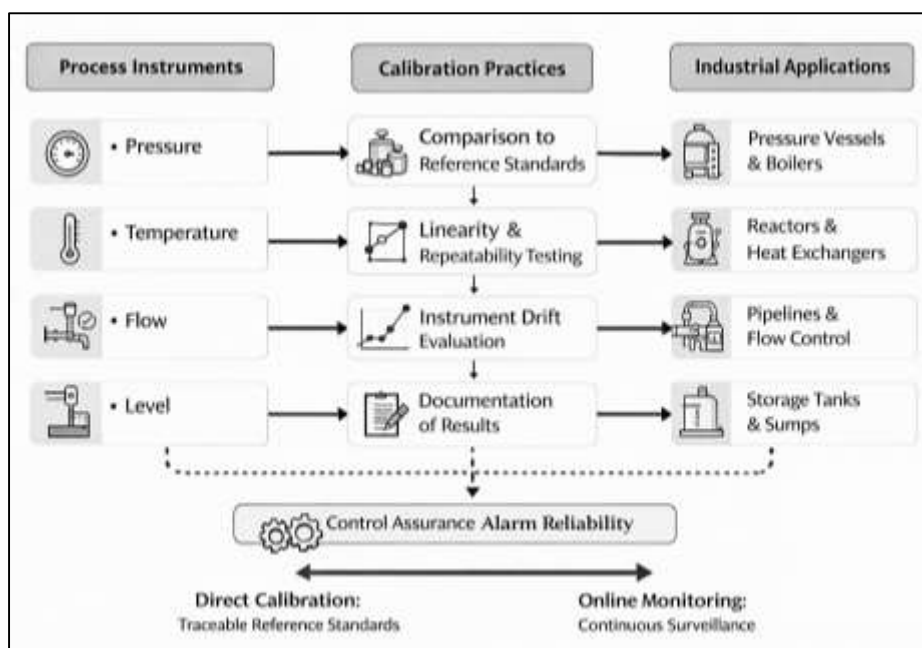 Process Instruments
Calibration Practices
Industrial Applications
• Pressure
Comparison to
Reference Standards
Pressure Vessels
& Boilers
• Temperature
Linearity &
Repeatability Testing
Reactors &
Heat Exchangers
• Flow
Instrument Drift
Evaluation
Pipelines &
Flow Control
• Level
Documentation
of Results
Storage Tanks
& Sumps
Control Assurance Alarm Reliability
Direct Calibration:
Traceable Reference Standards
Online Monitoring:
Continuous Surveillance